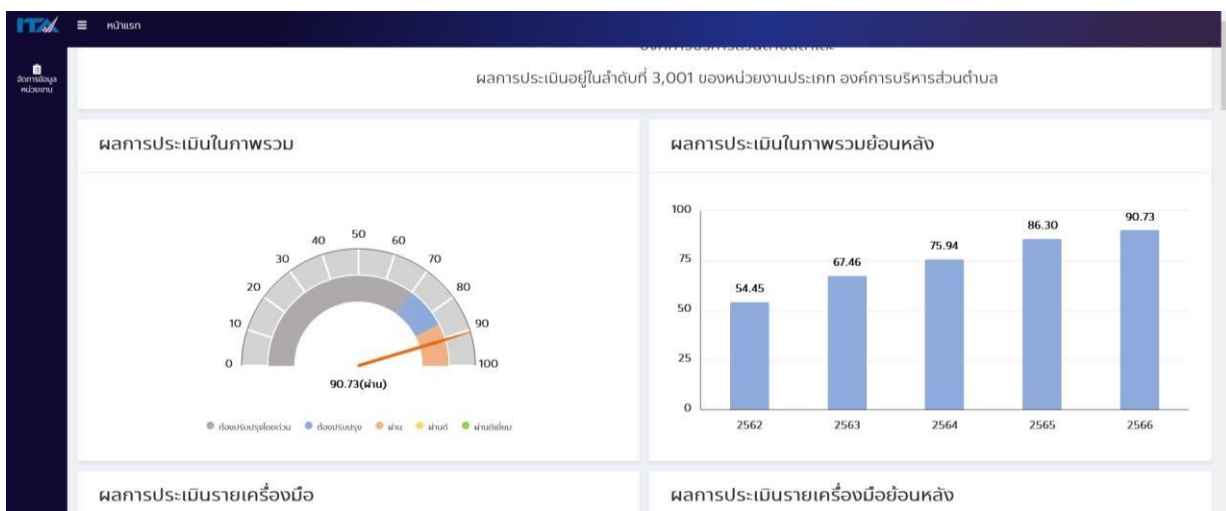 ITA
หน้าแรก
จัดการข้อมูล
หน่วยงาน
ผลการประเมินอยู่ในลำดับที่ 3,001 ของหน่วยงานประเภท องค์การบริหารส่วนตำบล
ผลการประเมินในภาพรวม
0
10
20
30
40
50
60
70
80
90
100
90.73(ผ่าน)
ต้องปรับปรุงโดยด่วน
ต้องปรับปรุง
ผ่าน
ผ่านดี
ผ่านดีเยี่ยม
ผลการประเมินในภาพรวมย้อนหลัง
100
75
50
25
0
54.45
67.46
75.94
86.30
90.73
2562
2563
2564
2565
2566
ผลการประเมินรายเครื่องมือ
ผลการประเมินรายเครื่องมือย้อนหลัง